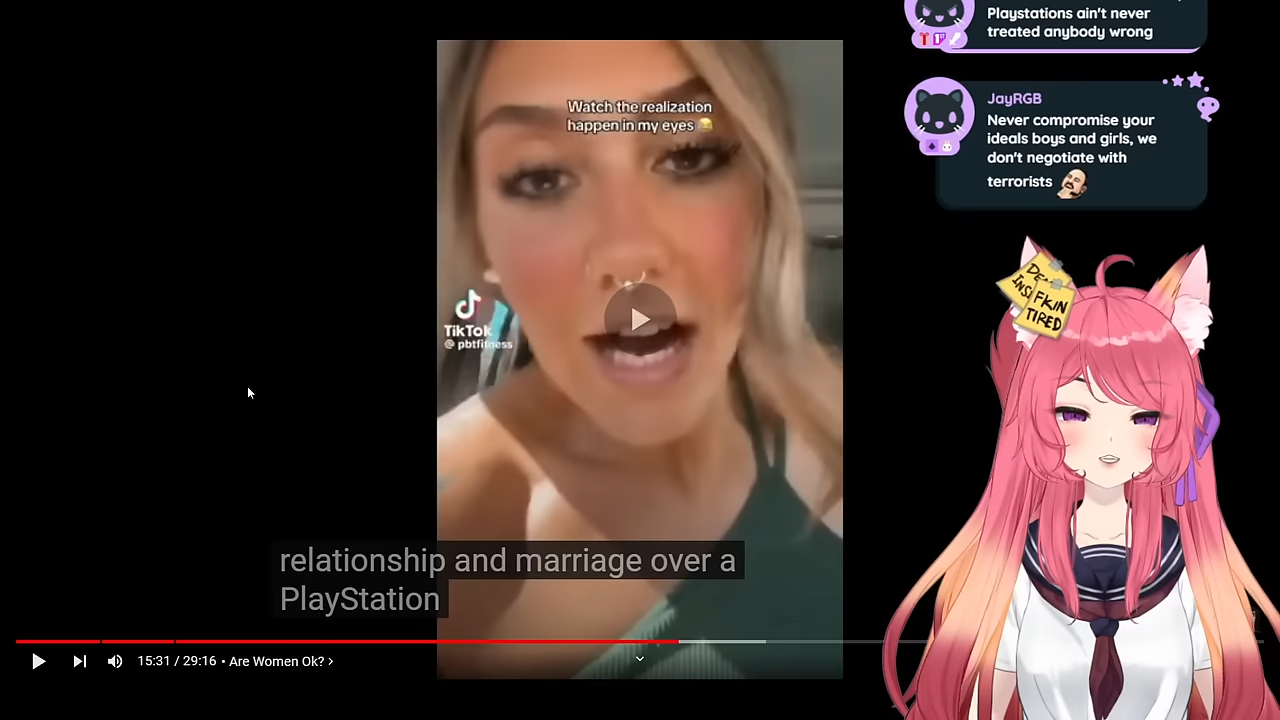 Playstations ain't never
treated anybody wrong
JayRGB
Never compromise your
ideals boys and girls, we
don't negotiate with
terrorists
Watch the realization
happen in my eyes 😂
TikTok
@ pbtfitness
FKIN
TIRED
relationship and marriage over a
PlayStation
15:31 / 29:16 • Are Women Ok? ›